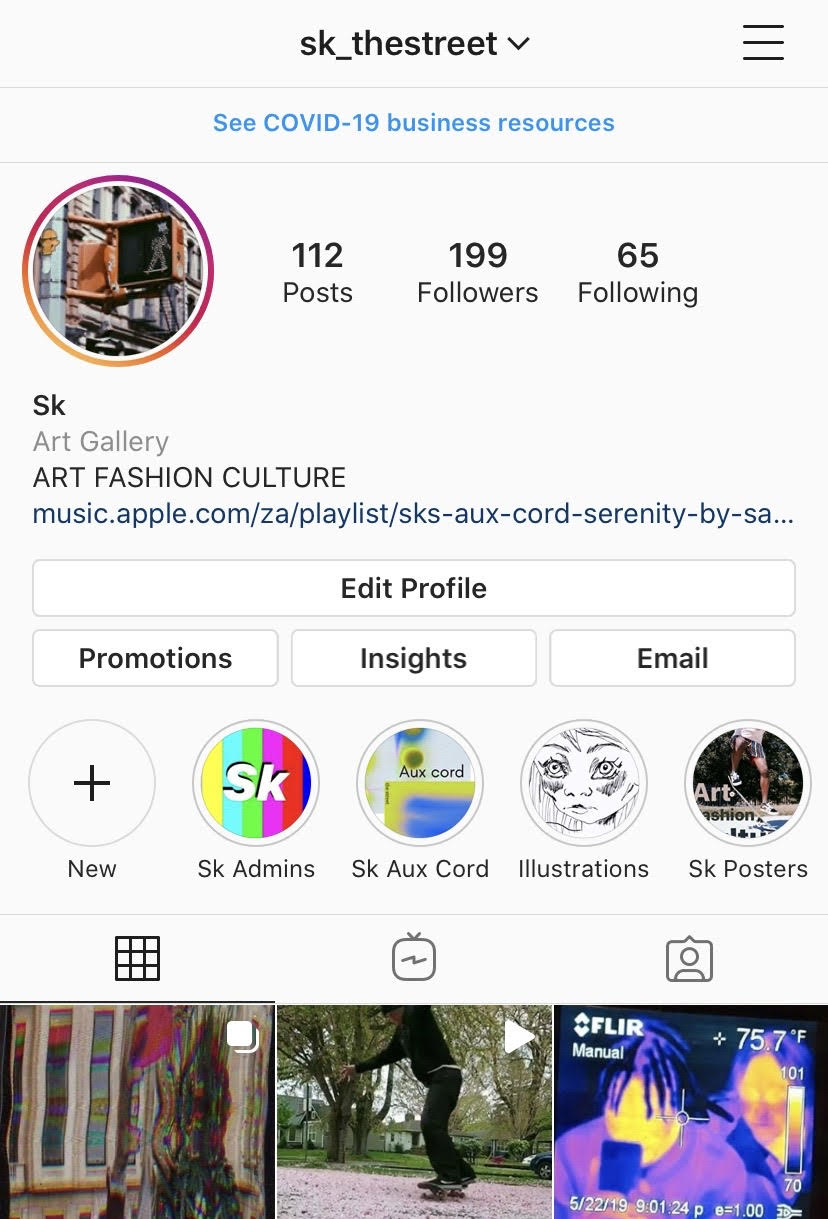 sk_thestreet
See COVID-19 business resources
112 199 65
Posts Followers Following
Sk
Art Gallery
ART FASHION CULTURE
music.apple.com/za/playlist/sks-aux-cord-serenity-by-sa...
Edit Profile
Promotions Insights Email
Sk
Aux cord
Art
ashion
New Sk Admins Sk Aux Cord Illustrations Sk Posters
FLIR
Manual
75.7°F
101
70
5/22/19 9:01:24 p e=1.00